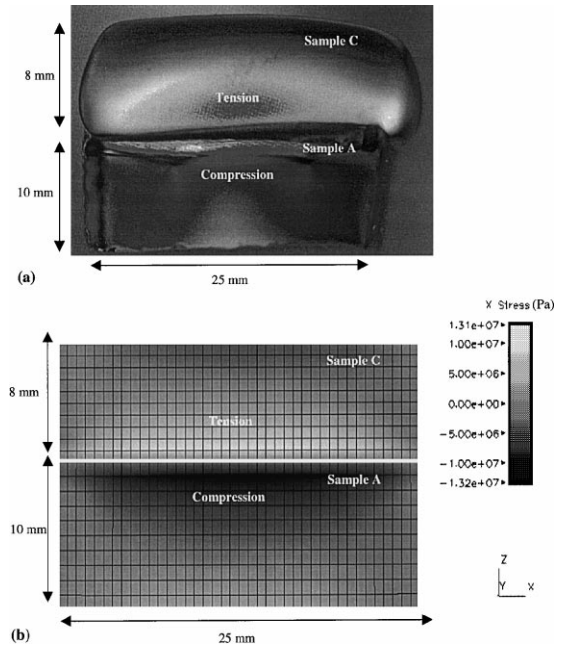 Sample C
8 mm
Tension
Sample A
Compression
10 mm
(a)
25 mm
X Stress (Pa)
1.31e+07
1.00e+07
5.00e+06
0.00e+00
-5.00e+06
-1.00e+07
-1.32e+07
Sample C
8 mm
Tension
Sample A
Compression
10 mm
Z
Y X
(b)
25 mm